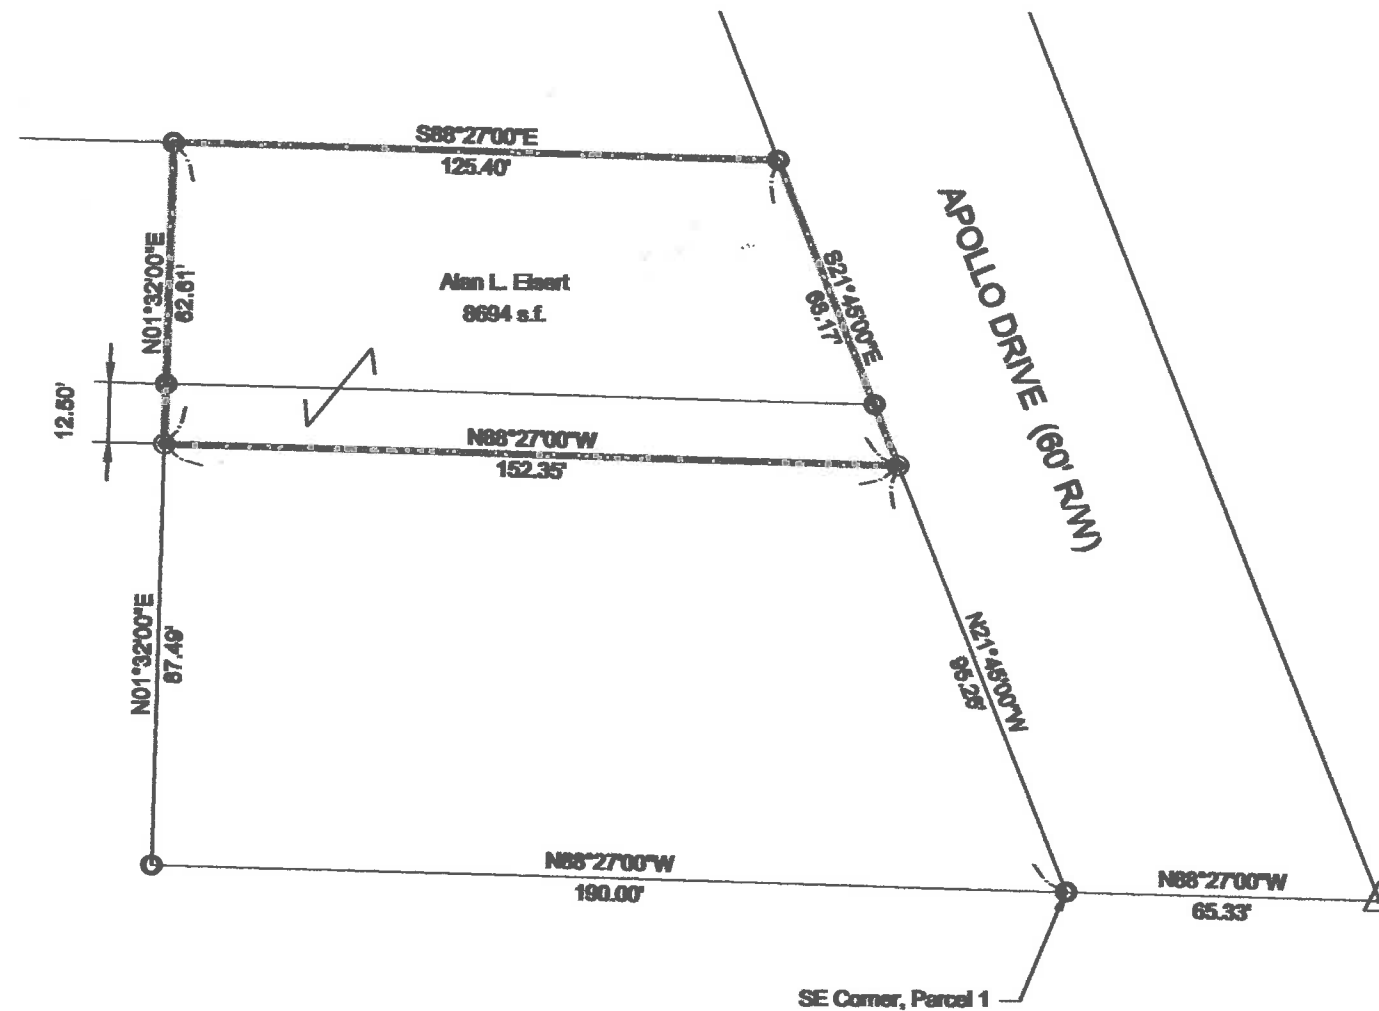 S88°27'00"E
125.40'
N01°32'00"E
62.61'
S21°45'00"E
68.17'
APOLLO DRIVE (60' R/W)
Alan L. Eisert
8694 s.f.
12.50'
N88°27'00"W
152.35'
N01°32'00"E
87.49'
N21°45'00"W
95.26'
N88°27'00"W
190.00'
N88°27'00"W
65.33'
SE Corner, Parcel 1